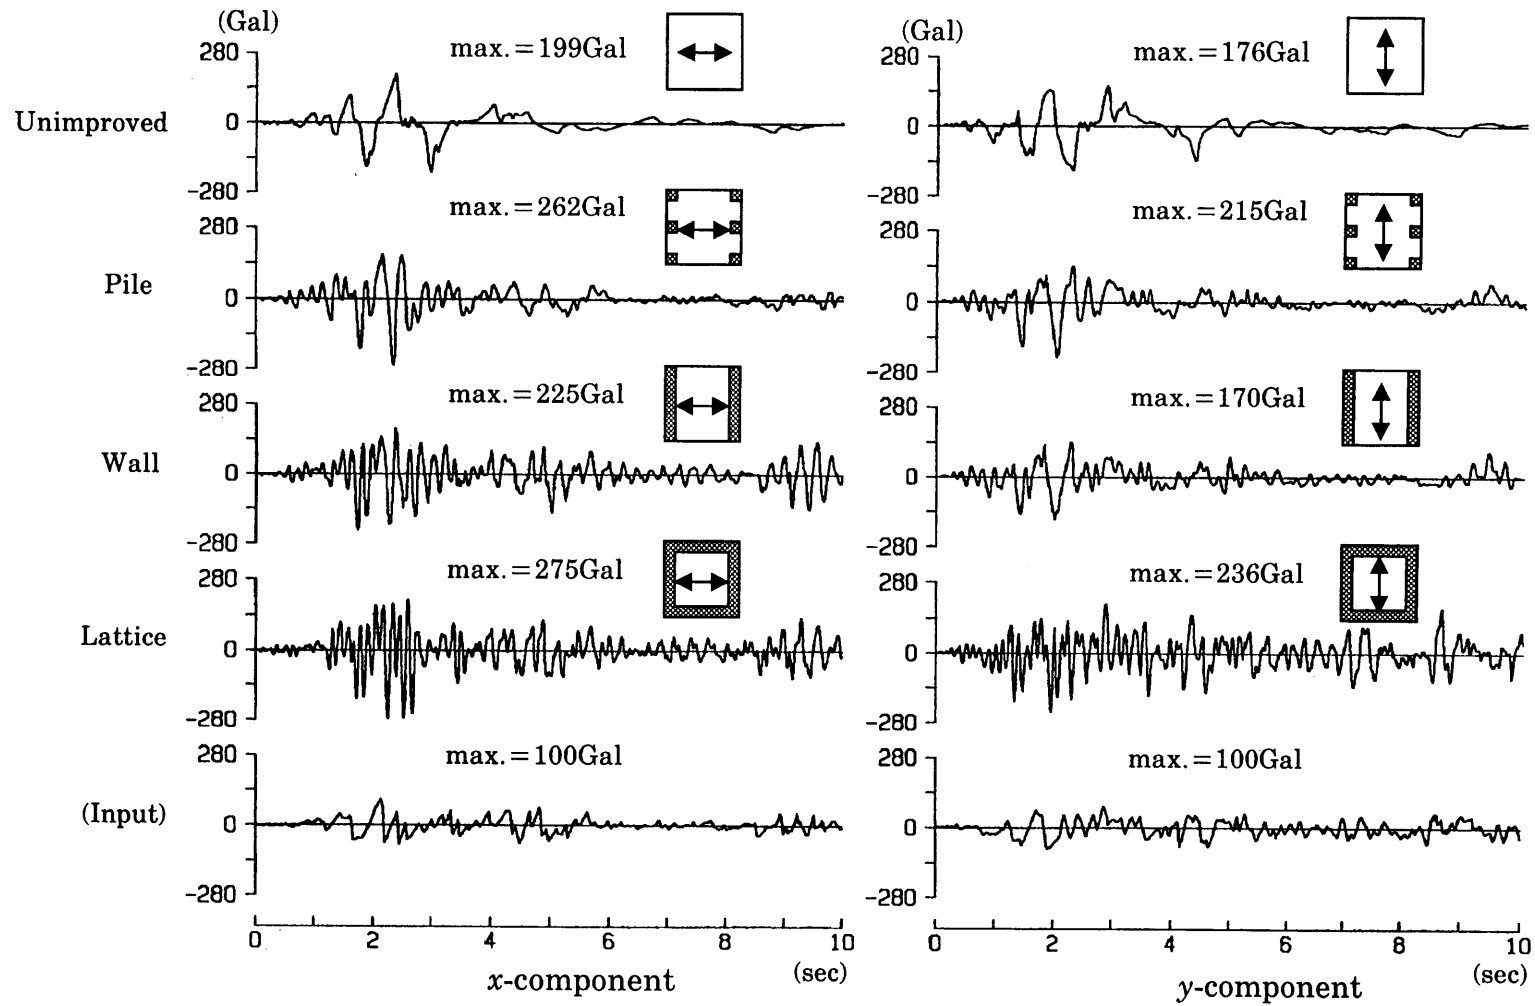 (Gal)
(Gal)
max.=199Gal
max.=176Gal
280
280
Unimproved
0
0
-280
-280
max.=262Gal
max.=215Gal
280
280
Pile
0
0
-280
-280
max.=225Gal
max.=170Gal
280
280
Wall
0
0
-280
-280
max.=275Gal
max.=236Gal
280
280
Lattice
0
0
-280
-280
max.=100Gal
max.=100Gal
280
280
(Input)
0
0
-280
-280
0 2 4 6 8 10
0 2 4 6 8 10
x-component
(sec)
y-component
(sec)